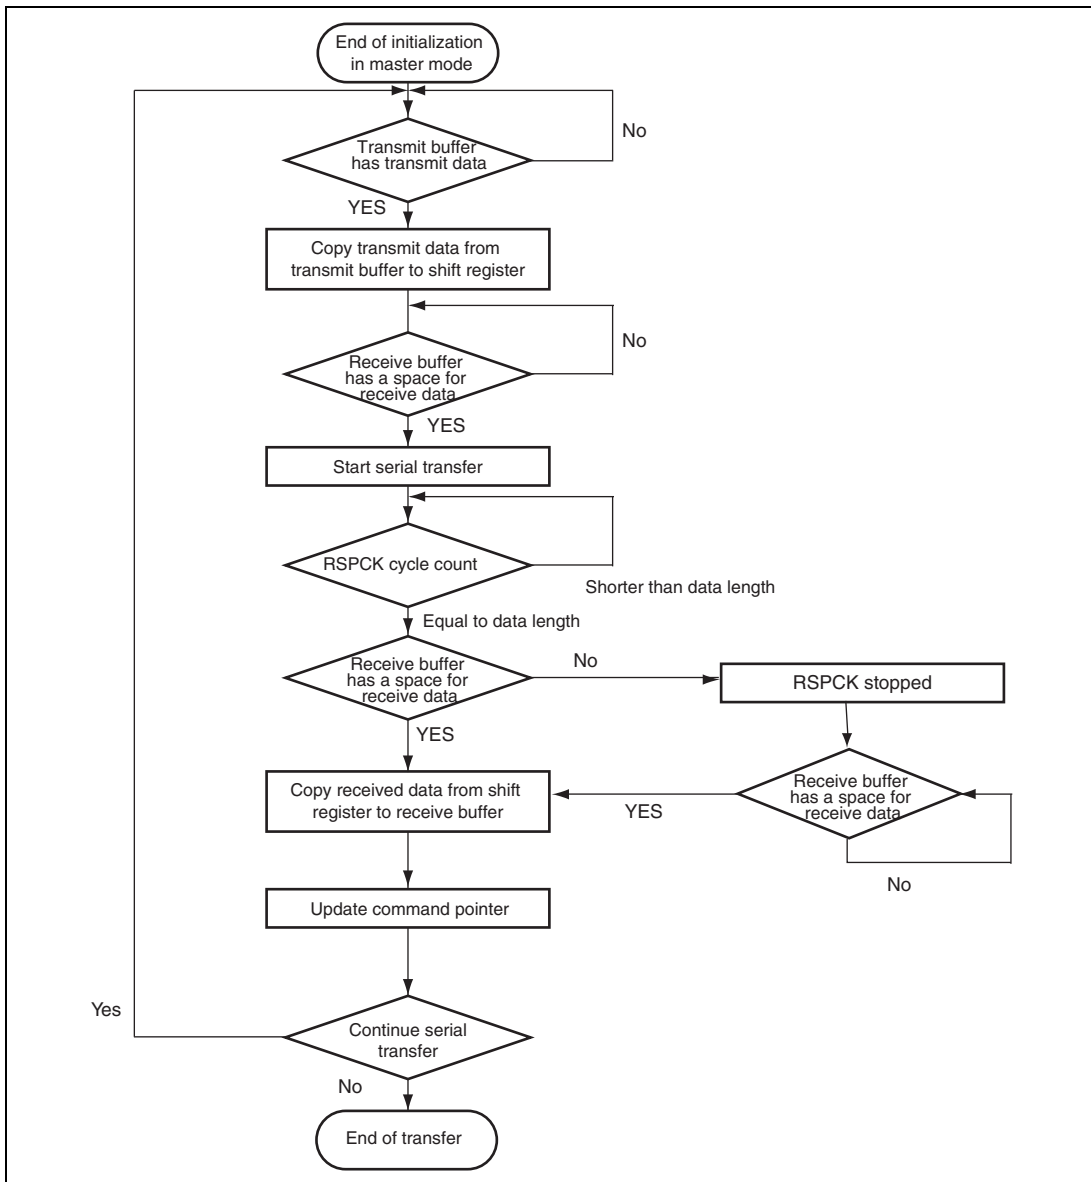 End of initialization
in master mode
No
Transmit buffer
has transmit data
YES
Copy transmit data from
transmit buffer to shift register
No
Receive buffer
has a space for
receive data
YES
Start serial transfer
RSPCK cycle count
Shorter than data length
Equal to data length
Receive buffer
has a space for
receive data
No
RSPCK stopped
YES
Copy received data from shift
register to receive buffer
YES
Receive buffer
has a space for
receive data
No
Update command pointer
Yes
Continue serial
transfer
No
End of transfer